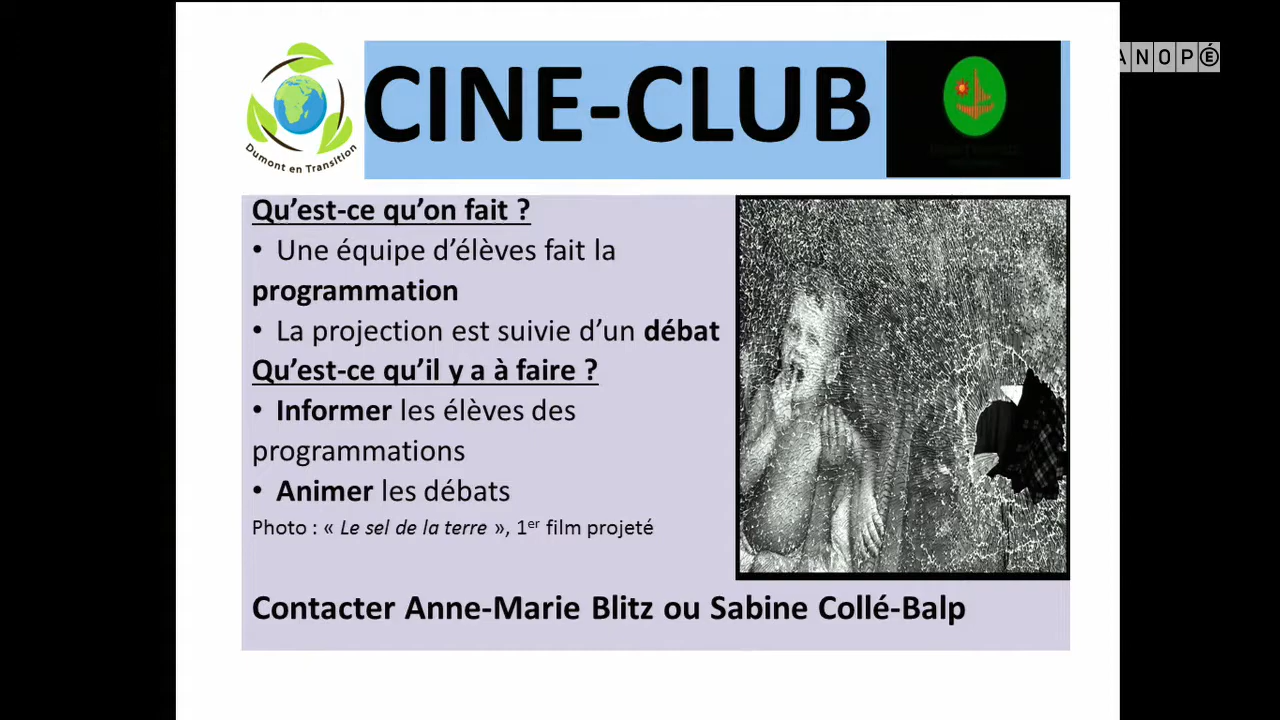 CINE-CLUB
ANOPÉ
Dumont en Transition
Qu’est-ce qu’on fait ?
• Une équipe d’élèves fait la
programmation
• La projection est suivie d’un débat
Qu’est-ce qu’il y a à faire ?
• Informer les élèves des
programmations
• Animer les débats
Photo : « Le sel de la terre », 1er film projeté
Contacter Anne-Marie Blitz ou Sabine Collé-Balp